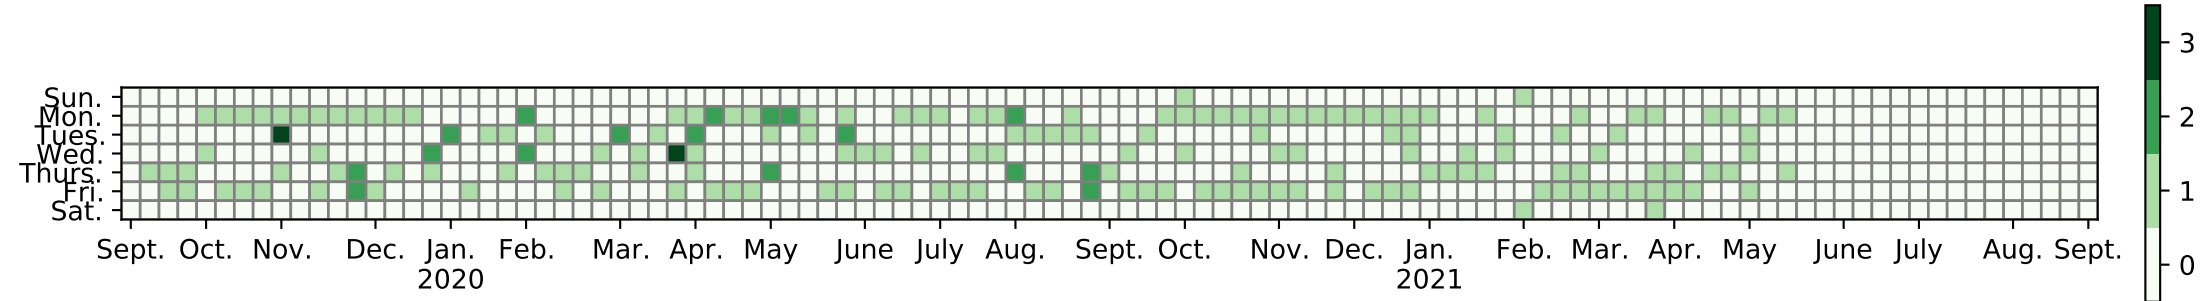 3
Sun.
Mon.
2
Tues.
Wed.
Thurs.
Fri.
1
Sat.
Sept. Oct. Nov. Dec. Jan. Feb. Mar. Apr. May June July Aug. Sept. Oct. Nov. Dec. Jan. Feb. Mar. Apr. May June July Aug. Sept.
0
2020 2021